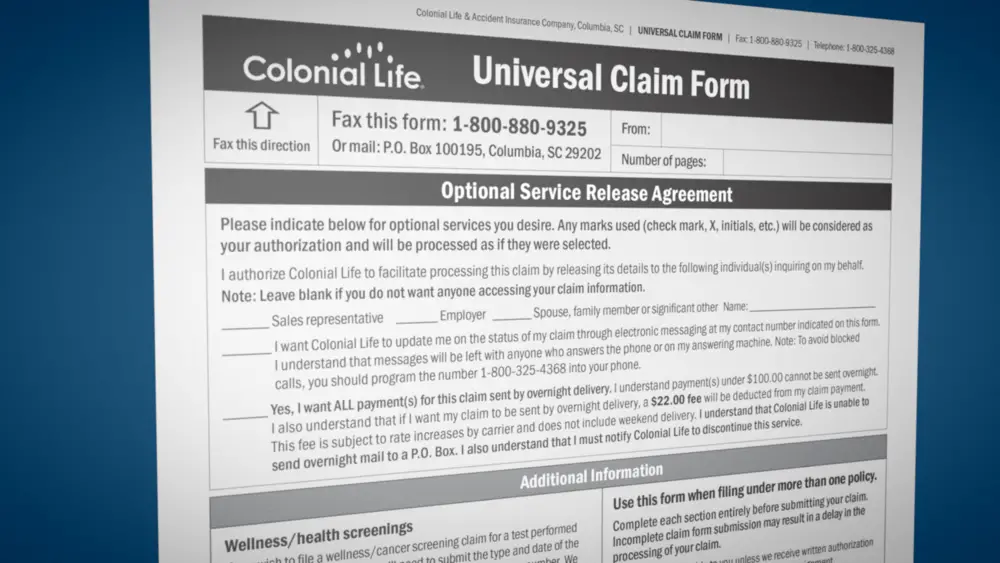 Colonial Life & Accident Insurance Company, Columbia, SC | UNIVERSAL CLAIM FORM | Fax: 1-800-880-9325 | Telephone: 1-800-325-4368
Colonial Life
Universal Claim Form
Fax this direction
Fax this form: 1-800-880-9325
Or mail: P.O. Box 100195, Columbia, SC 29202
From:
Number of pages:
Optional Service Release Agreement
Please indicate below for optional services you desire. Any marks used (check mark, X, initials, etc.) will be considered as
your authorization and will be processed as if they were selected.
I authorize Colonial Life to facilitate processing this claim by releasing its details to the following individual(s) inquiring on my behalf.
Note: Leave blank if you do not want anyone accessing your claim information.
______ Sales representative ______ Employer ______ Spouse, family member or significant other Name:____________________
______ I want Colonial Life to update me on the status of my claim through electronic messaging at my contact number indicated on this form.
I understand that messages will be left with anyone who answers the phone or on my answering machine. Note: To avoid blocked
calls, you should program the number 1-800-325-4368 into your phone.
______ Yes, I want ALL payment(s) for this claim sent by overnight delivery. I understand payment(s) under $100.00 cannot be sent overnight.
I also understand that if I want my claim to be sent by overnight delivery, a $22.00 fee will be deducted from my claim payment.
This fee is subject to rate increases by carrier and does not include weekend delivery. I understand that Colonial Life is unable to
send overnight mail to a P.O. Box. I also understand that I must notify Colonial Life to discontinue this service.
Additional Information
Wellness/health screenings
wish to file a wellness/cancer screening claim for a test performed
to submit the type and date of the
We
Use this form when filing under more than one policy.
Complete each section entirely before submitting your claim.
Incomplete claim form submission may result in a delay in the
processing of your claim.
you unless we receive written authorization